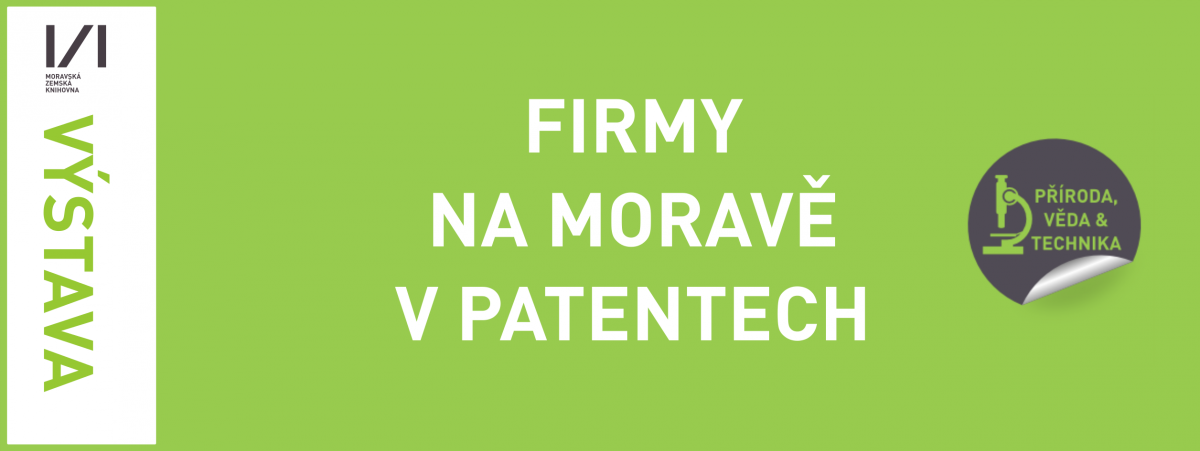 MORAVSKÁ
ZEMSKÁ
KNIHOVNA
VÝSTAVA
FIRMY
NA MORAVĚ
V PATENTECH
PŘÍRODA,
VĚDA &
TECHNIKA